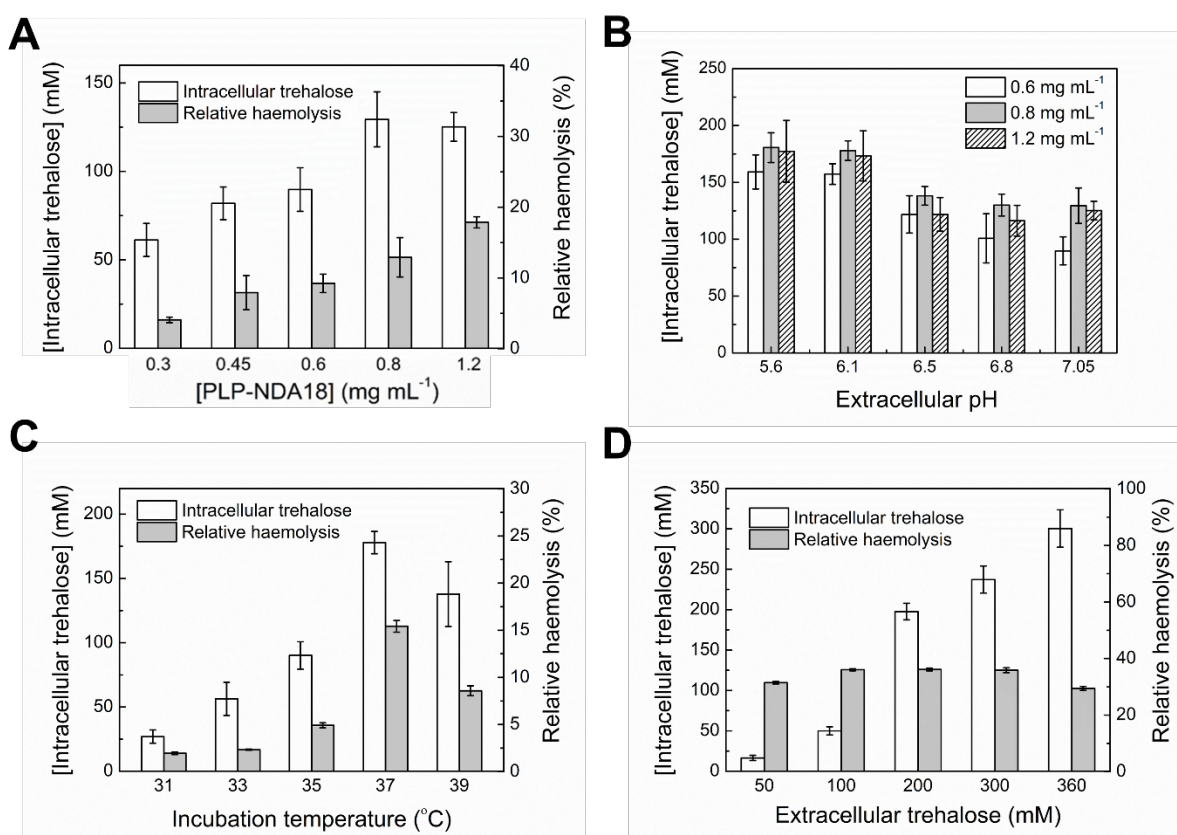 A
[Intracellular trehalose] (mM)
150
100
50
0
Intracellular trehalose
Relative haemolysis
40
30
20
10
0
Relative haemolysis (%)
0.3 0.45 0.6 0.8 1.2
[PLP-NDA18] (mg mL⁻¹)
B
[Intracellular trehalose] (mM)
250
200
150
100
50
0
0.6 mg mL⁻¹
0.8 mg mL⁻¹
1.2 mg mL⁻¹
5.6 6.1 6.5 6.8 7.05
Extracellular pH
C
[Intracellular trehalose] (mM)
200
150
100
50
0
Intracellular trehalose
Relative haemolysis
30
25
20
15
10
5
0
Relative haemolysis (%)
31 33 35 37 39
Incubation temperature (°C)
D
[Intracellular trehalose] (mM)
350
300
250
200
150
100
50
0
Intracellular trehalose
Relative haemolysis
100
80
60
40
20
0
Relative haemolysis (%)
50 100 200 300 360
Extracellular trehalose (mM)